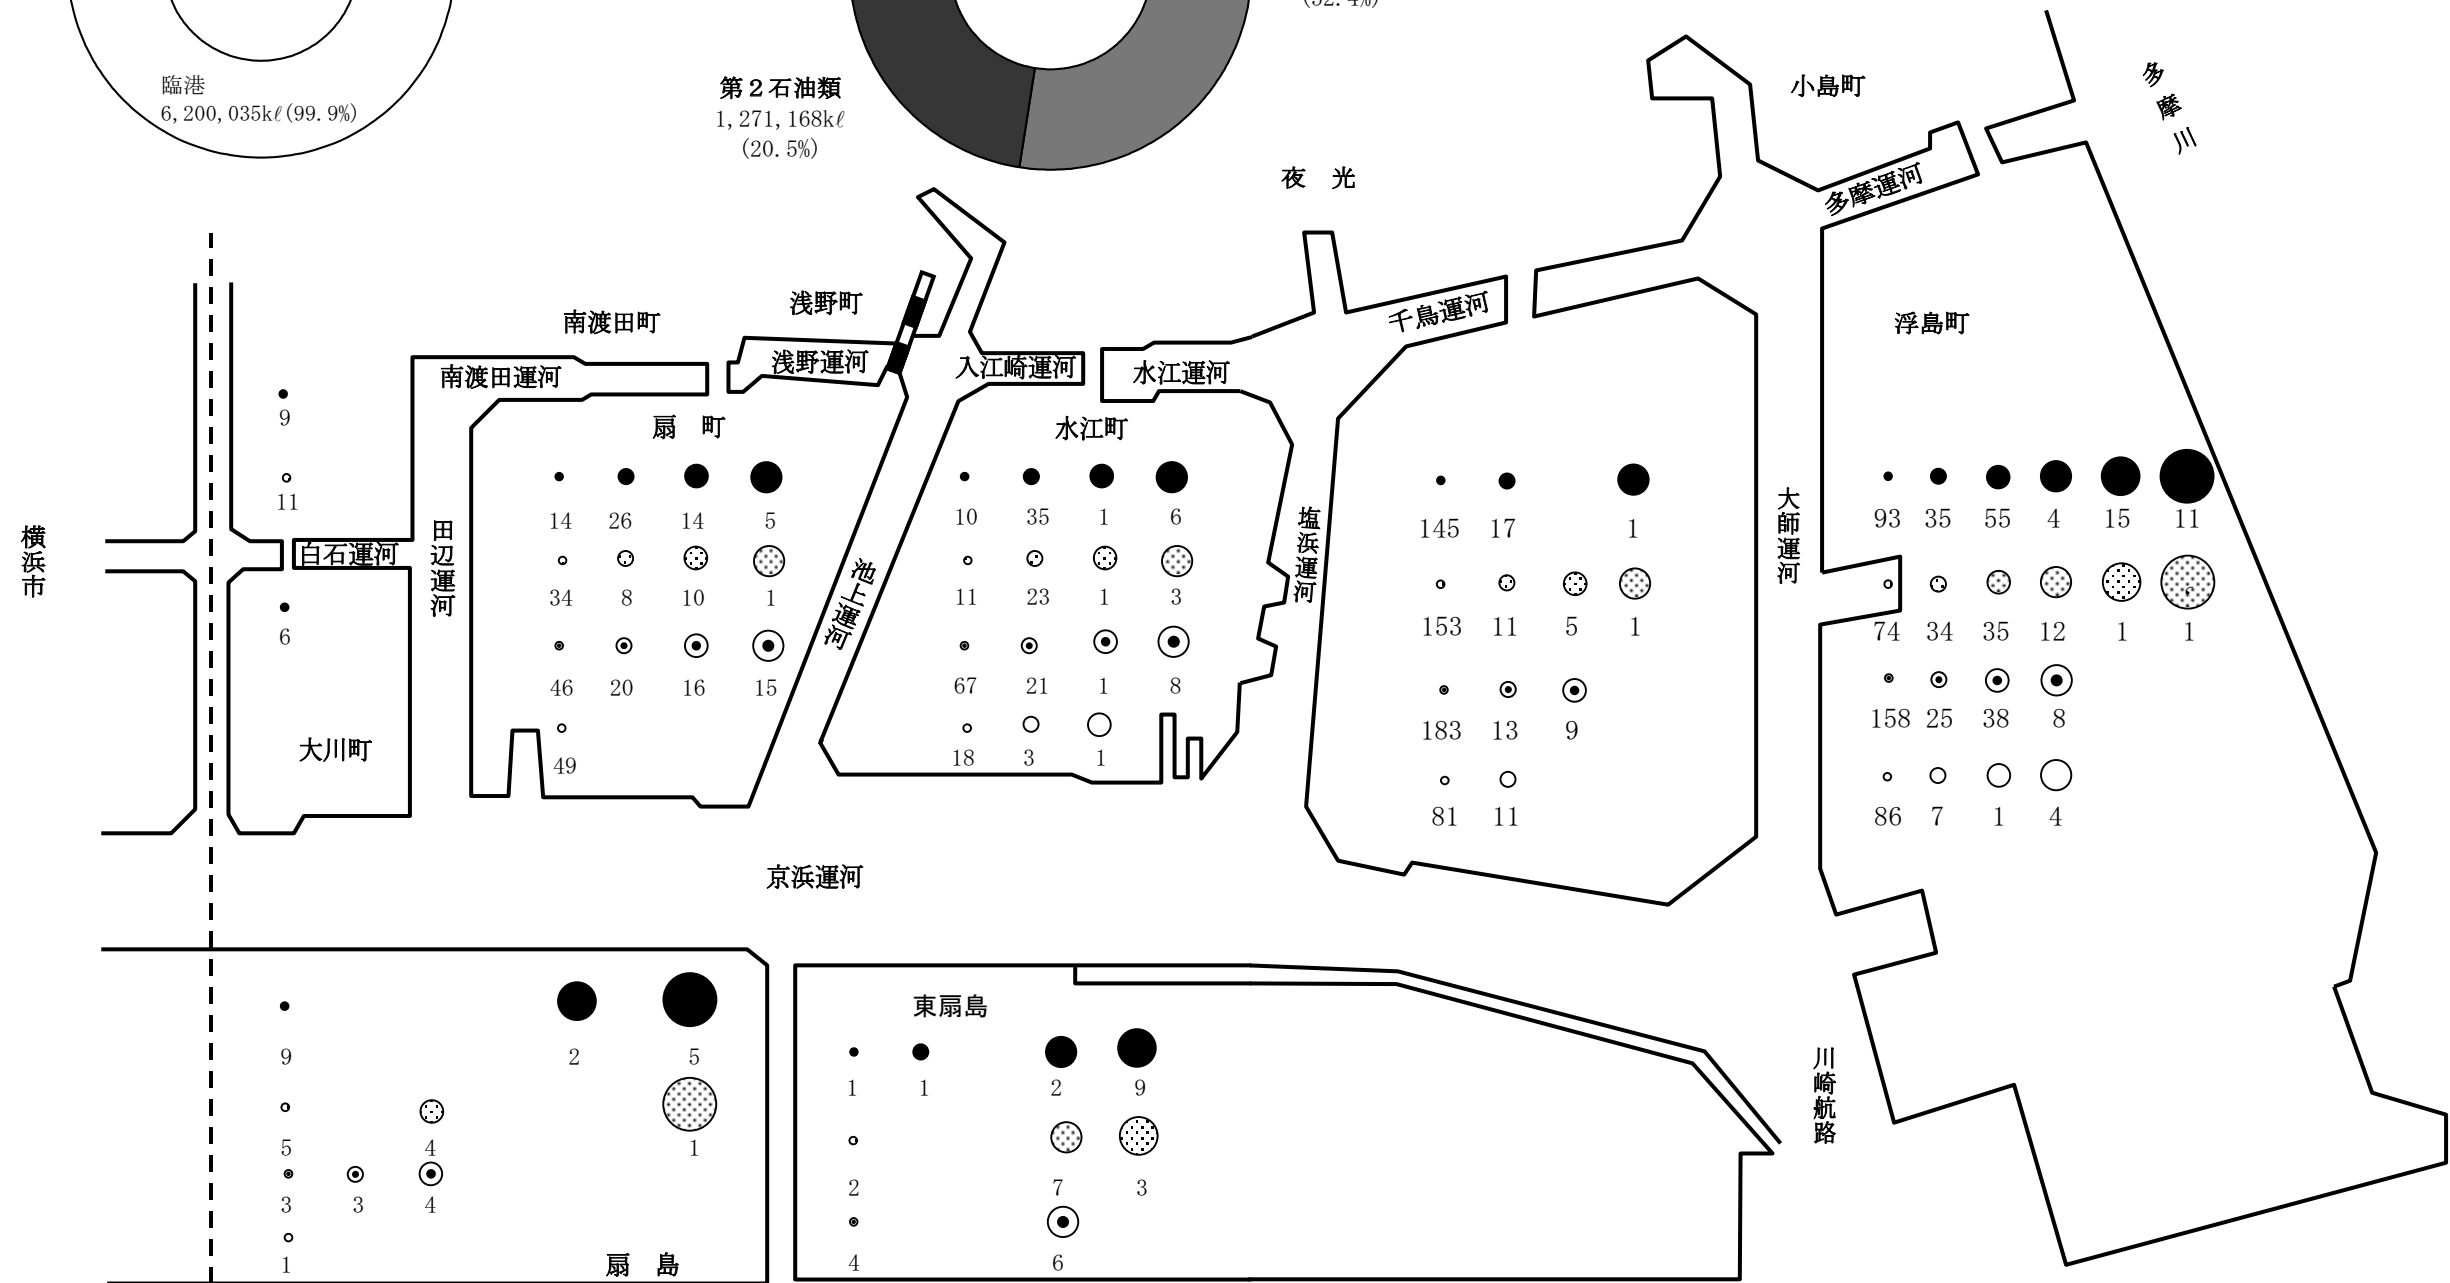 (32.4%)
臨港
6,200,035kℓ(99.9%)
第２石油類
1,271,168kℓ
(20.5%)
小島町
多摩川
夜　光
多摩運河
浅野町
南渡田町
千鳥運河
浮島町
南渡田運河
浅野運河
入江崎運河
水江運河
9
11
扇　町
水江町
横浜市
白石運河
田辺運河
池上運河
塩浜運河
大師運河
6
大川町
14 26 14 5
34 8 10 1
46 20 16 15
49
10 35 1 6
11 23 1 3
67 21 1 8
18 3 1
145 17 1
153 11 5 1
183 13 9
81 11
93 35 55 4 15 11
74 34 35 12 1 1
158 25 38 8
86 7 1 4
京浜運河
9 2 5
5 4 1
3 3 4
1
扇　島
東扇島
1 1 2 9
2 7 3
4 6
川崎航路